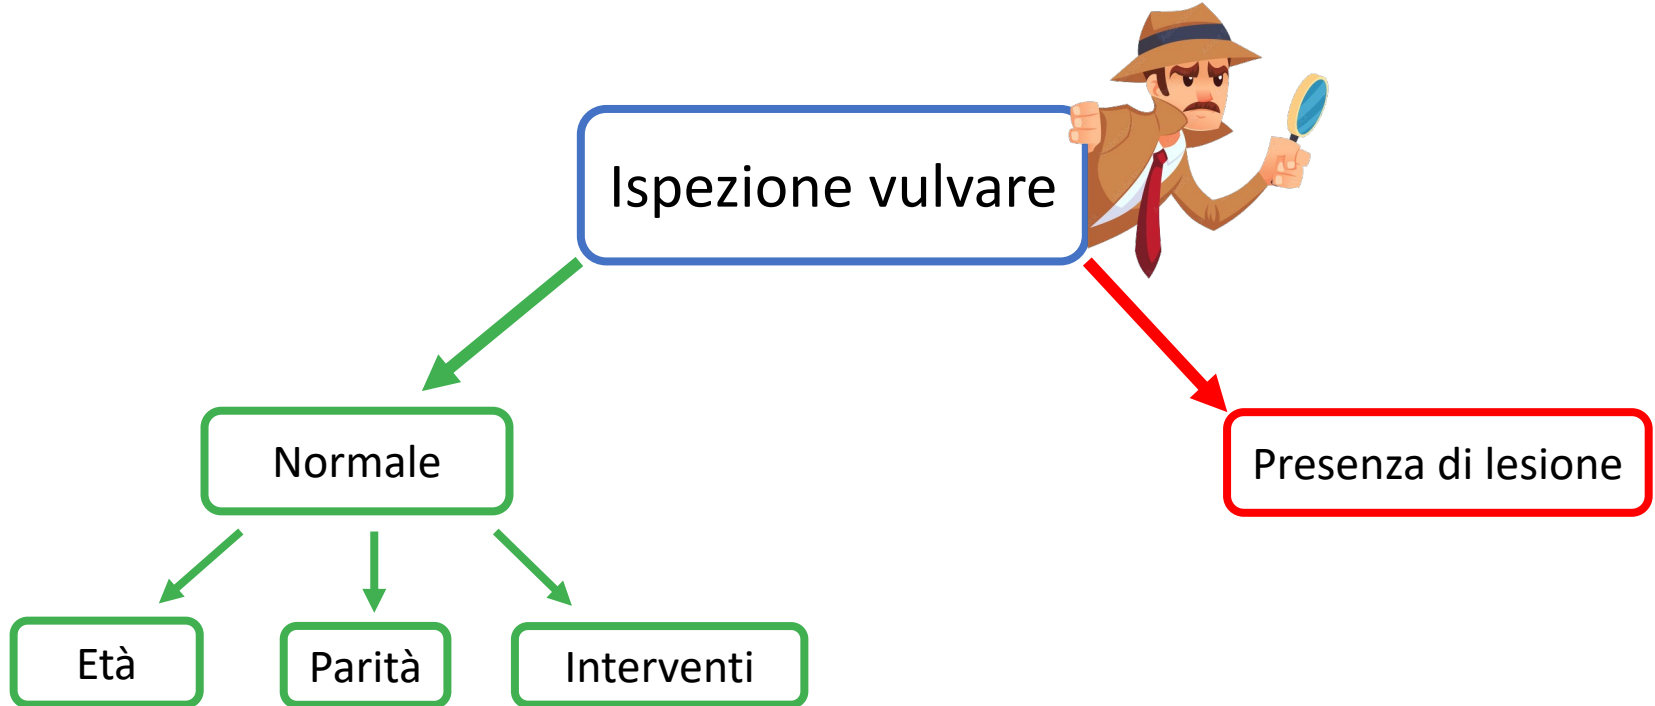 Ispezione vulvare
Normale
Presenza di lesione
Età
Parità
Interventi